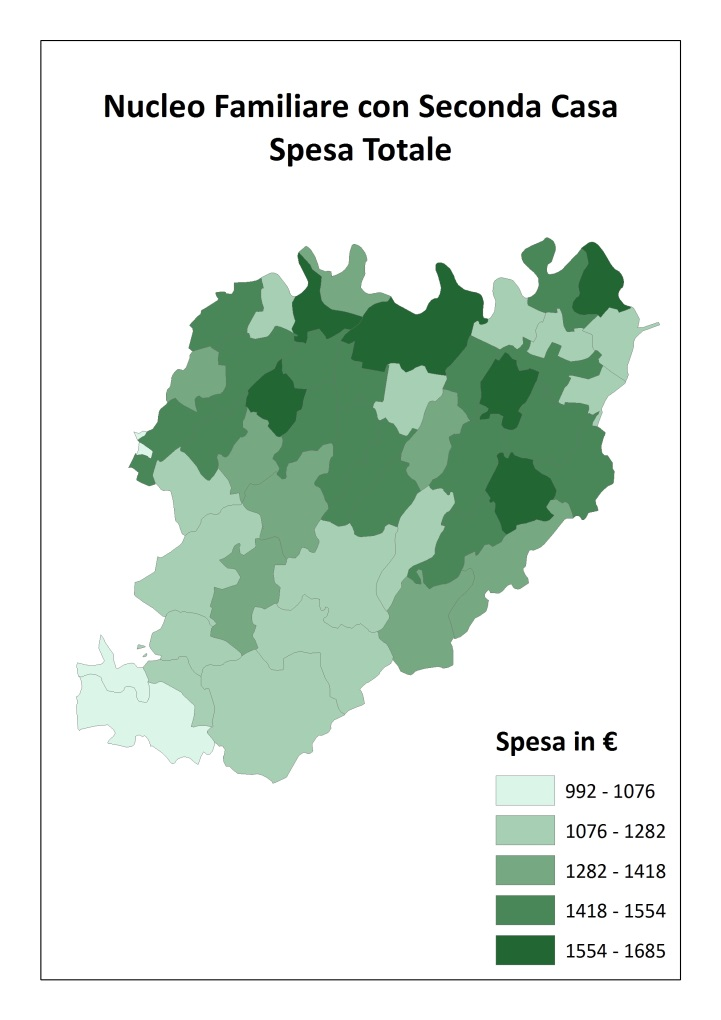 Nucleo Familiare con Seconda Casa
Spesa Totale
Spesa in €
992 - 1076
1076 - 1282
1282 - 1418
1418 - 1554
1554 - 1685